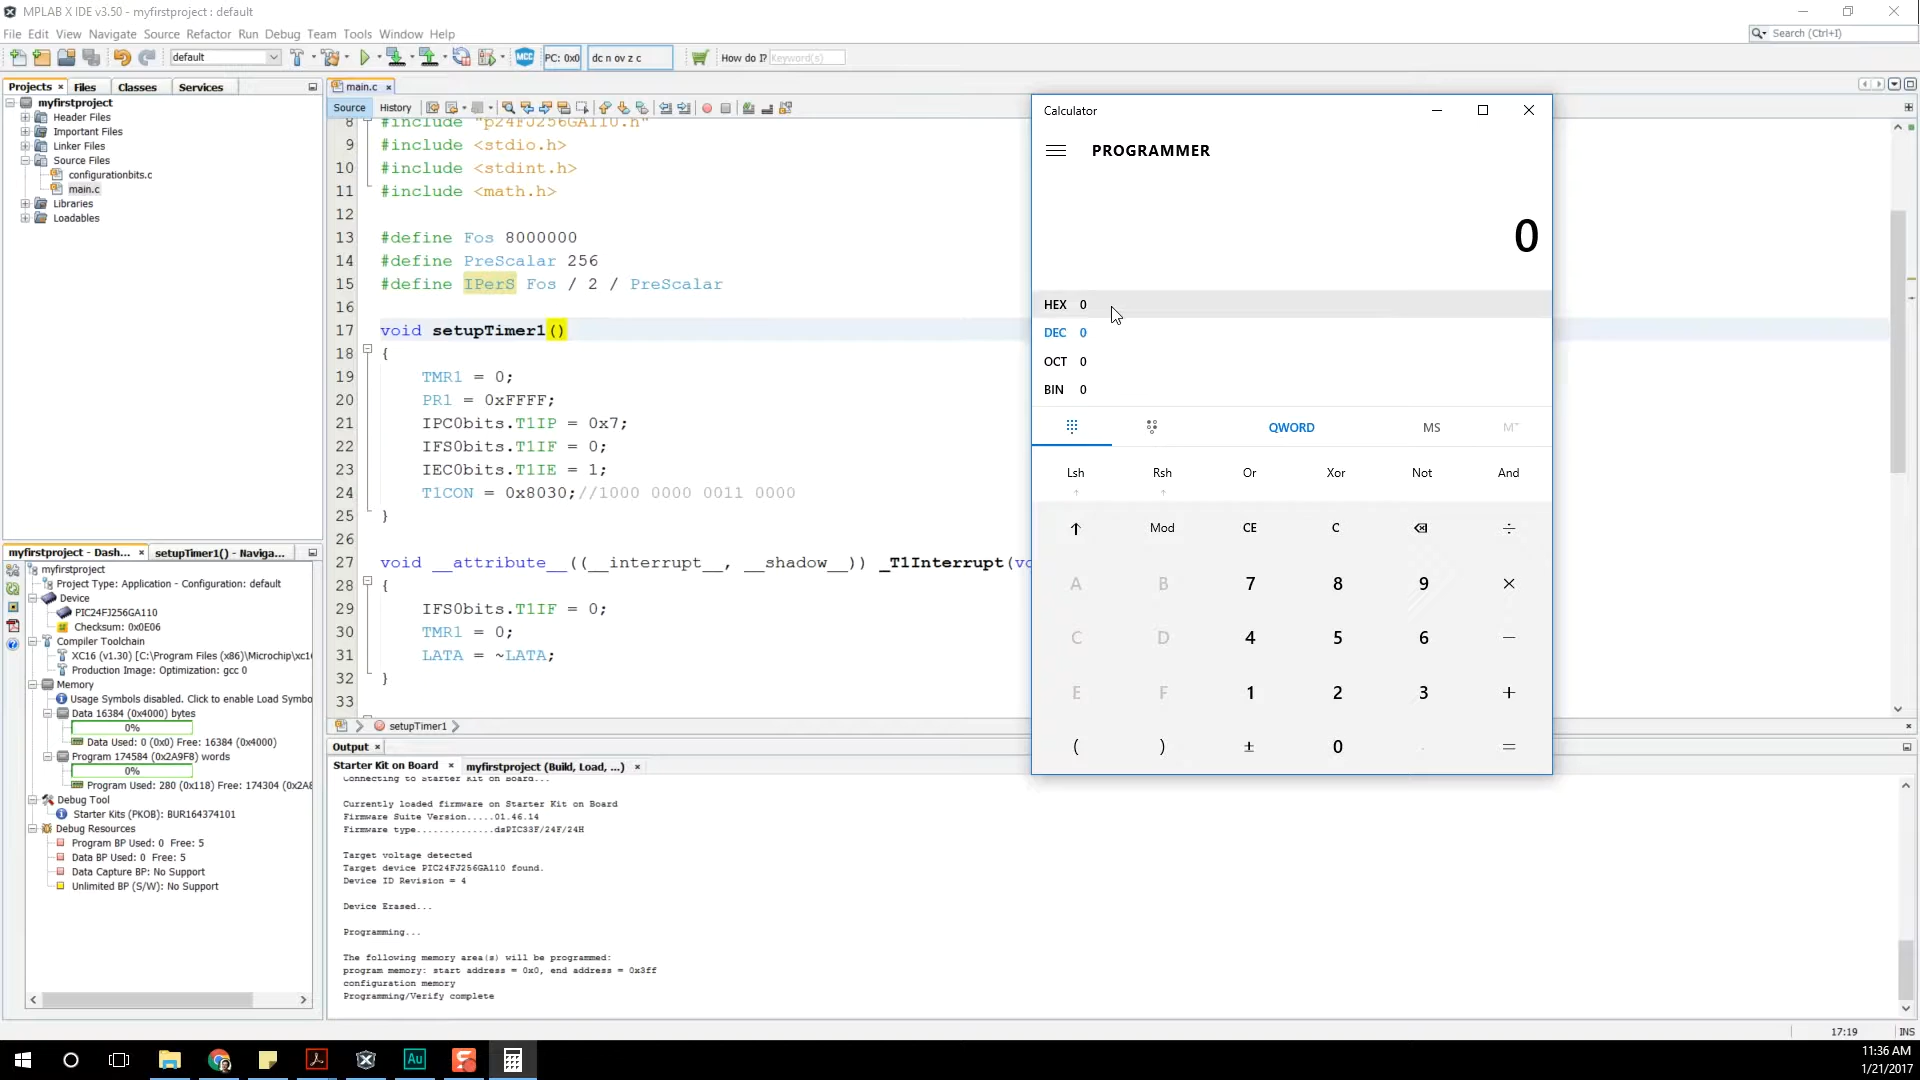 MPLAB X IDE v3.50 - myfirstproject : default
File Edit View Navigate Source Refactor Run Debug Team Tools Window Help
Search (Ctrl+I)
default
PC: 0x0
dc n ov z c
How do I?
Keyword(s)
Projects
Files
Classes
Services
myfirstproject
Header Files
Important Files
Linker Files
Source Files
configurationbits.c
main.c
Libraries
Loadables
main.c
Source
History
8 #include "p24FJ256GA110.h"
9 #include <stdio.h>
10 #include <stdint.h>
11 #include <math.h>
12
13 #define Fos 8000000
14 #define PreScalar 256
15 #define IPerS Fos / 2 / PreScalar
16
17 void setupTimer1()
18 {
19 TMR1 = 0;
20 PR1 = 0xFFFF;
21 IPC0bits.T1IP = 0x7;
22 IFS0bits.T1IF = 0;
23 IEC0bits.T1IE = 1;
24 T1CON = 0x8030;//1000 0000 0011 0000
25 }
26
27 void __attribute__((__interrupt__, __shadow__)) _T1Interrupt(vo
28 {
29 IFS0bits.T1IF = 0;
30 TMR1 = 0;
31 LATA = ~LATA;
32 }
33
setupTimer1
Calculator
PROGRAMMER
0
HEX 0
DEC 0
OCT 0
BIN 0
QWORD
MS
M
Lsh Rsh Or Xor Not And
↑ Mod CE C ÷
A B 7 8 9 ×
C D 4 5 6 −
E F 1 2 3 +
( ) ± 0 . =
myfirstproject - Dash...
setupTimer1() - Naviga...
myfirstproject
Project Type: Application - Configuration: default
Device
PIC24FJ256GA110
Checksum: 0x0E06
Compiler Toolchain
XC16 (v1.30) [C:\Program Files (x86)\Microchip\xc1
Production Image: Optimization: gcc 0
Memory
Usage Symbols disabled. Click to enable Load Symbo
Data 16384 (0x4000) bytes
0%
Data Used: 0 (0x0) Free: 16384 (0x4000)
Program 174584 (0x2A9F8) words
0%
Program Used: 280 (0x118) Free: 174304 (0x2A8
Debug Tool
Starter Kits (PKOB): BUR164374101
Debug Resources
Program BP Used: 0 Free: 5
Data BP Used: 0 Free: 5
Data Capture BP: No Support
Unlimited BP (S/W): No Support
Output
Starter Kit on Board
myfirstproject (Build, Load, ...)
Connecting to Starter Kit on Board...
Currently loaded firmware on Starter Kit on Board
Firmware Suite Version.....01.46.14
Firmware type..............dsPIC33F/24F/24H
Target voltage detected
Target device PIC24FJ256GA110 found.
Device ID Revision = 4
Device Erased...
Programming...
The following memory area(s) will be programmed:
program memory: start address = 0x0, end address = 0x3ff
configuration memory
Programming/Verify complete
17:19
INS
Au
11:36 AM
1/21/2017